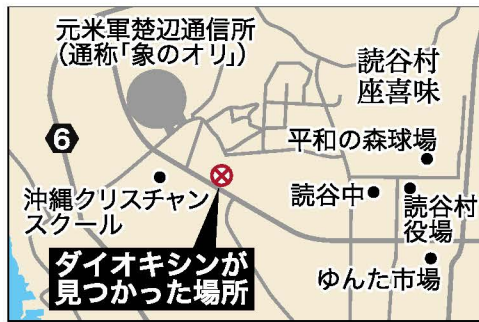 元米軍楚辺通信所
(通称「象のオリ」)
読谷村
座喜味
6
平和の森球場
沖縄クリスチャン
スクール
読谷中
読谷村
役場
ダイオキシンが
見つかった場所
ゆんた市場